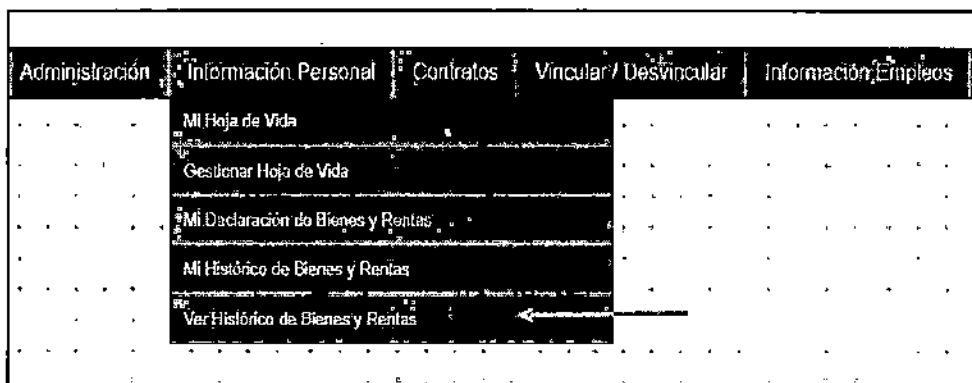 Administración Información Personal Contratos Vincular / Desvincular Información Empleos
Mi Hoja de Vida
Gestionar Hoja de Vida
Mi Declaración de Bienes y Rentas
Mi Histórico de Bienes y Rentas
Ver Histórico de Bienes y Rentas